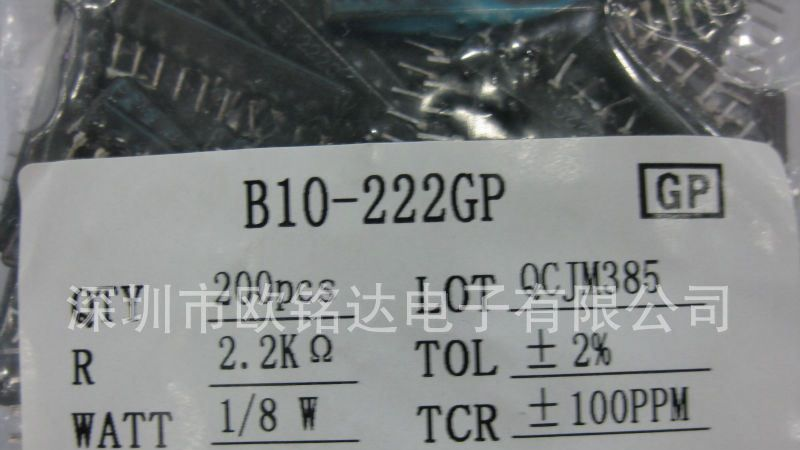 B10-222GP GP
QTY 200pcs LOT QCJM385
深圳市欧铭达电子有限公司
R 2.2KΩ TOL ±2%
WATT 1/8 W TCR ±100PPM